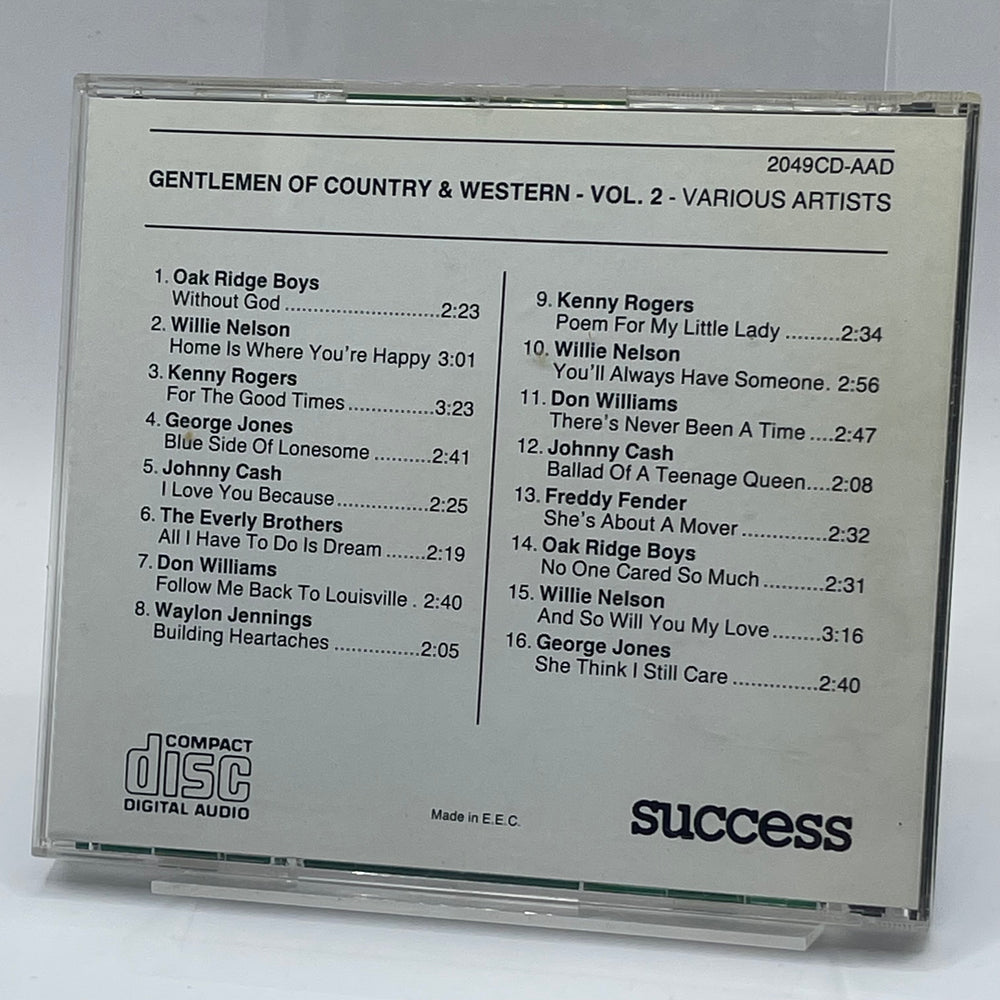 2049CD-AAD
GENTLEMEN OF COUNTRY & WESTERN - VOL. 2 - VARIOUS ARTISTS
1. Oak Ridge Boys
Without God ..........................2:23
2. Willie Nelson
Home Is Where You're Happy 3:01
3. Kenny Rogers
For The Good Times...............3:23
4. George Jones
Blue Side Of Lonesome ..........2:41
5. Johnny Cash
I Love You Because................2:25
6. The Everly Brothers
All I Have To Do Is Dream .......2:19
7. Don Williams
Follow Me Back To Louisville . 2:40
8. Waylon Jennings
Building Heartaches ...............2:05
9. Kenny Rogers
Poem For My Little Lady .........2:34
10. Willie Nelson
You'll Always Have Someone. 2:56
11. Don Williams
There's Never Been A Time ....2:47
12. Johnny Cash
Ballad Of A Teenage Queen....2:08
13. Freddy Fender
She's About A Mover ...............2:32
14. Oak Ridge Boys
No One Cared So Much ..........2:31
15. Willie Nelson
And So Will You My Love........3:16
16. George Jones
She Think I Still Care ...............2:40
COMPACT
disc
DIGITAL AUDIO
Made in E.E.C.
success